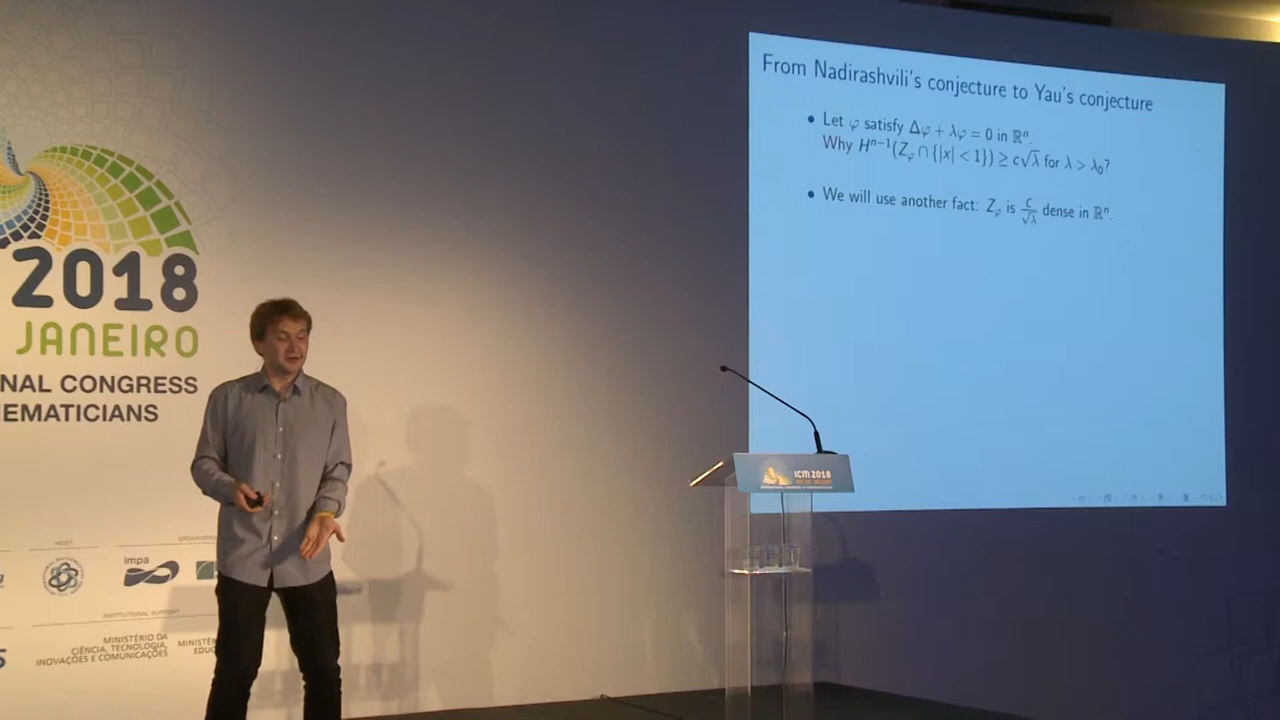 2018
JANEIRO
NAL CONGRESS
EMATICIANS
impa
INSTITUTIONAL SUPPORT
MINISTÉRIO DA
CIÊNCIA, TECNOLOGIA,
INOVAÇÕES E COMUNICAÇÕES
From Nadirashvili's conjecture to Yau's conjecture
• Let φ satisfy Δφ + λφ = 0 in ℝⁿ.
Why Hⁿ⁻¹(Z_φ ∩ {|x| < 1}) ≥ c√λ for λ > λ₀?
• We will use another fact: Z_φ is C/√λ dense in ℝⁿ.
ICM 2018